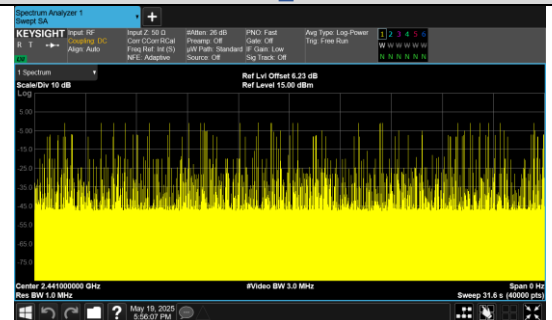 Spectrum Analyzer 1
Swept SA
+
KEYSIGHT Input: RF Input Z: 50 Ω #Atten: 26 dB PNO: Fast Avg Type: Log-Power 1 2 3 4 5 6
R T Coupling: DC Corr CCorr RCal Preamp: Off Gate: Off Trig: Free Run
Align: Auto Freq Ref: Int (S) µW Path: Standard IF Gain: Low W W W W W W
NFE: Adaptive Source: Off Sig Track: Off N N N N N N
1 Spectrum
Scale/Div 10 dB
Ref Lvl Offset 6.23 dB
Ref Level 15.00 dBm
Log
5.00
-5.00
-15.0
-25.0
-35.0
-45.0
-55.0
-65.0
-75.0
Center 2.441000000 GHz #Video BW 3.0 MHz Span 0 Hz
Res BW 1.0 MHz Sweep 31.6 s (40000 pts)
? May 19, 2025
5:56:07 PM